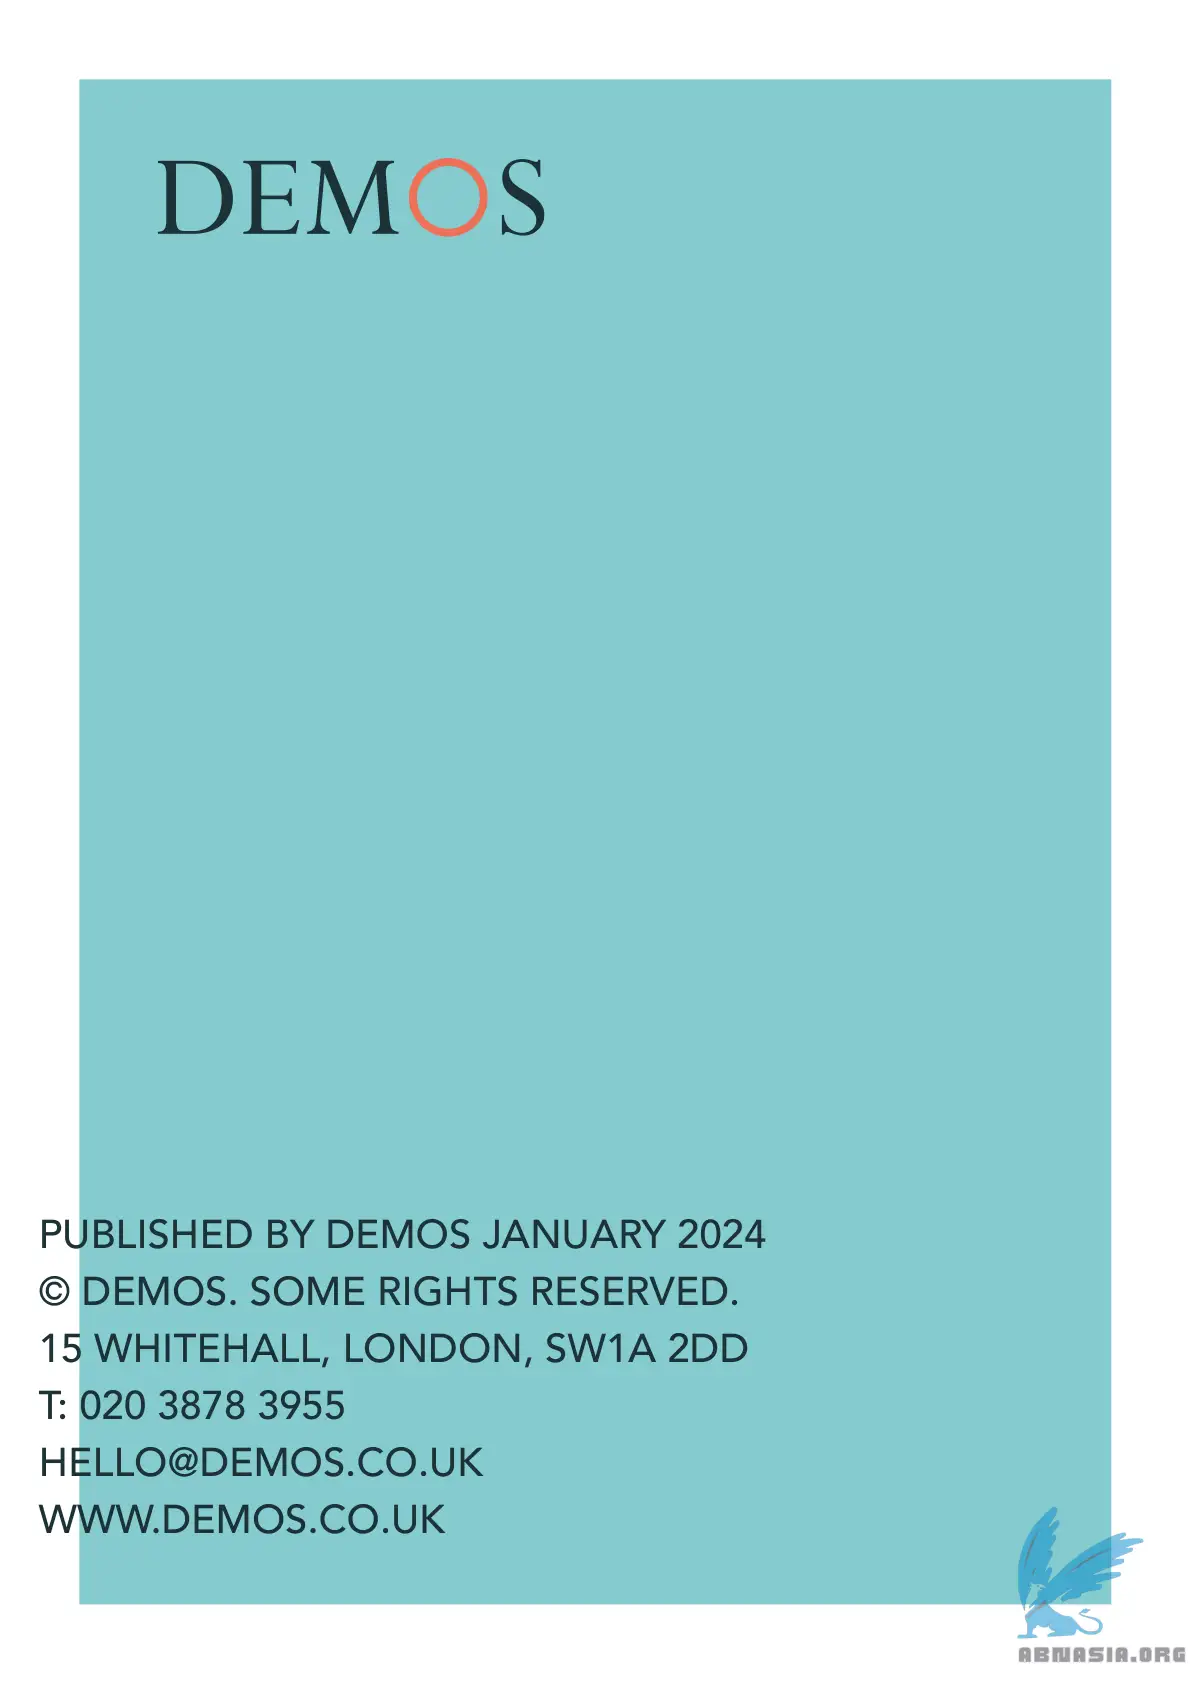 DEMOS
PUBLISHED BY DEMOS JANUARY 2024
© DEMOS. SOME RIGHTS RESERVED.
15 WHITEHALL, LONDON, SW1A 2DD
T: 020 3878 3955
HELLO@DEMOS.CO.UK
WWW.DEMOS.CO.UK
ABNASIA.ORG